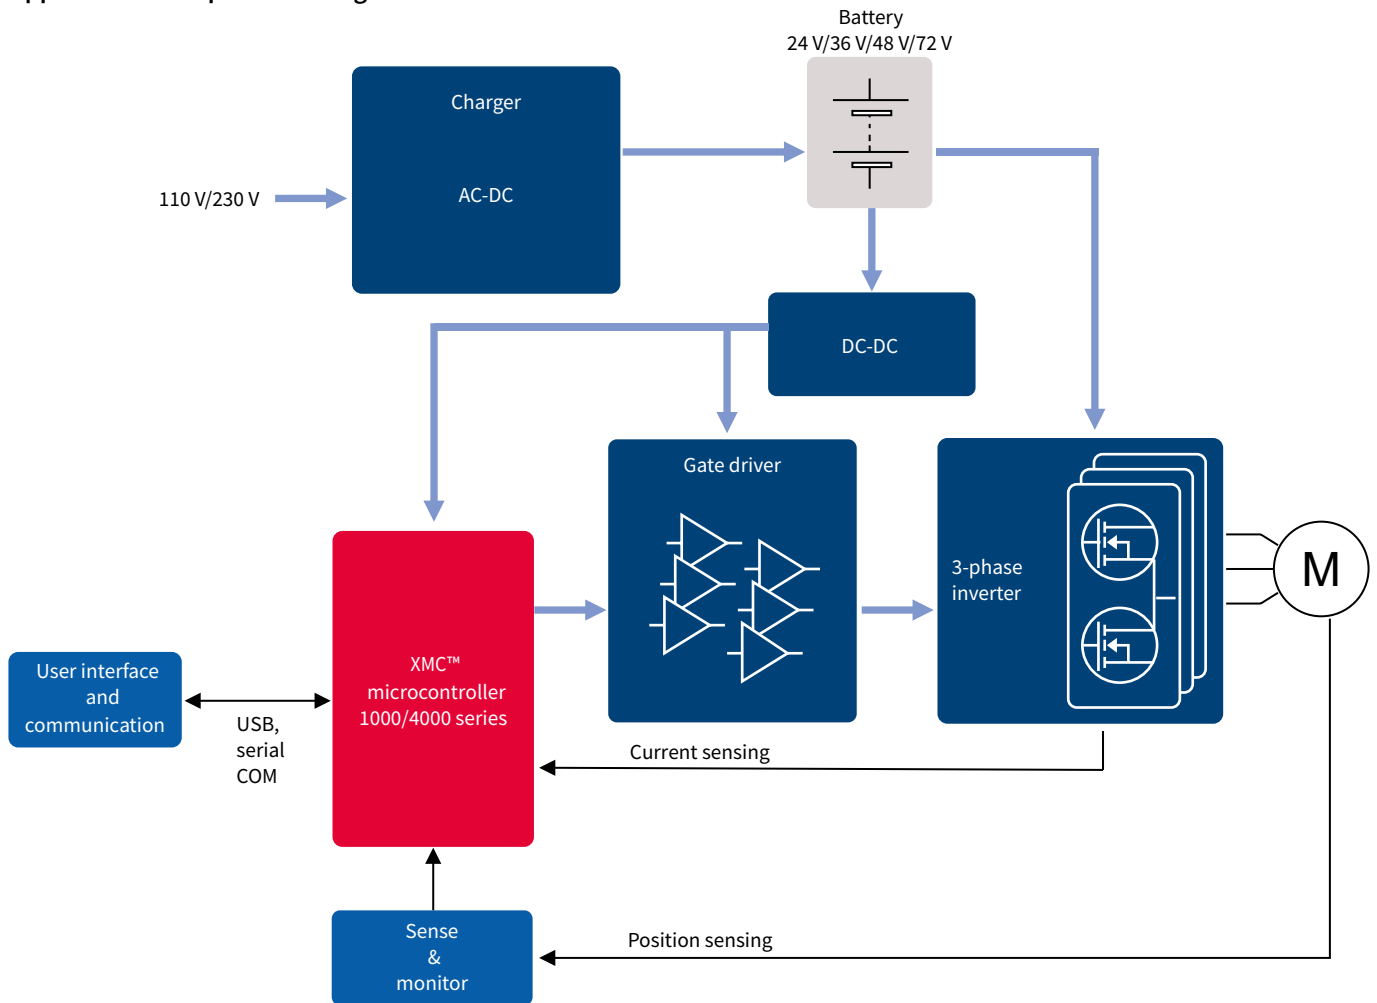 Battery
24 V/36 V/48 V/72 V
Charger
AC-DC
110 V/230 V
DC-DC
Gate driver
3-phase
inverter
M
XMC™
microcontroller
1000/4000 series
User interface
and
communication
USB,
serial
COM
Current sensing
Sense
&
monitor
Position sensing